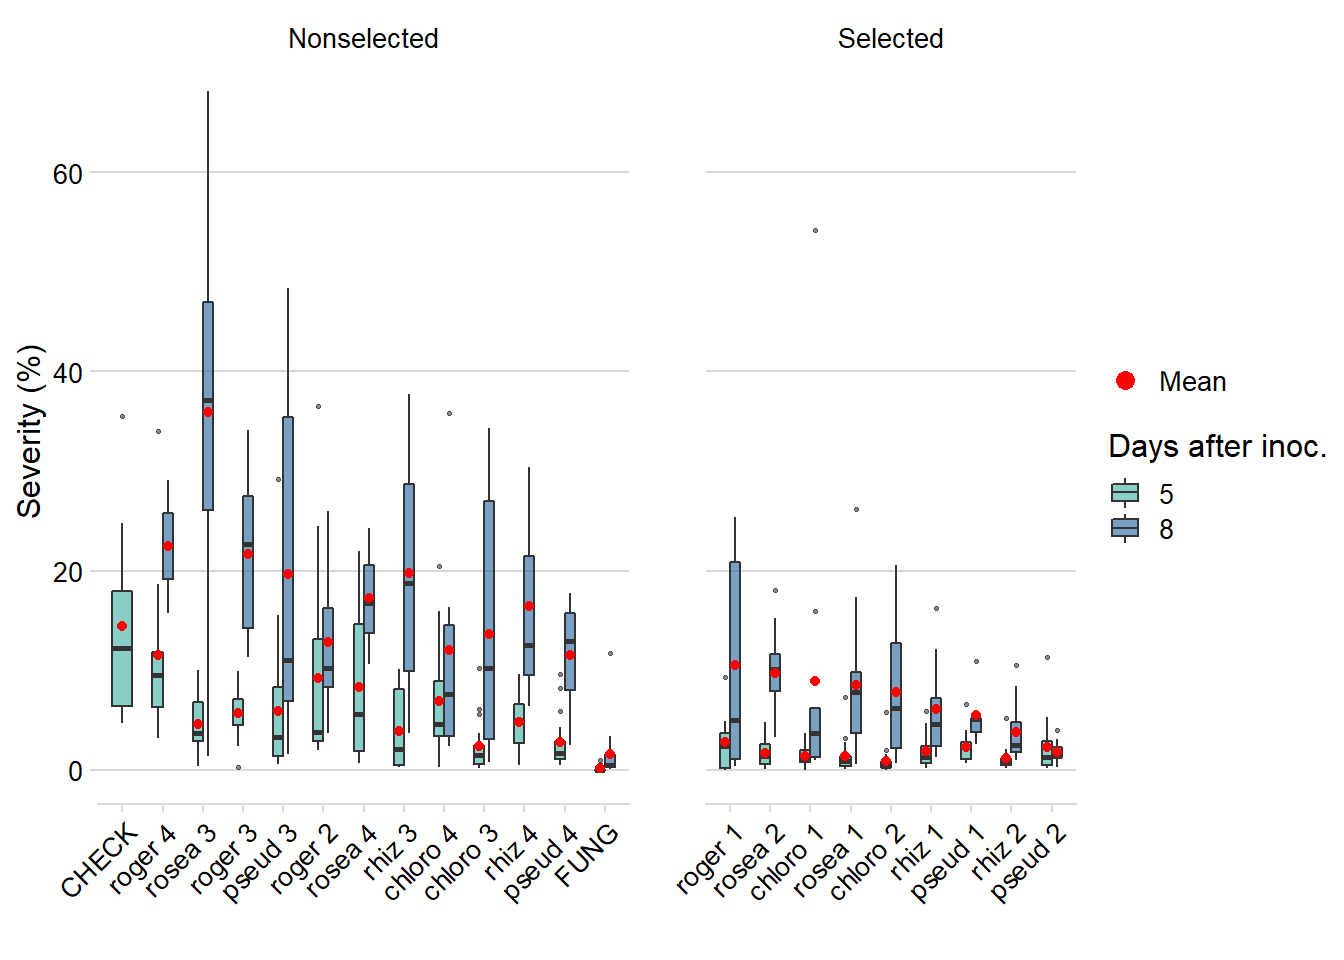 Nonselected
Selected
Severity (%)
60
40
20
0
CHECK
roger 4
rosea 3
roger 3
pseud 3
roger 2
rosea 4
rhiz 3
chloro 4
chloro 3
rhiz 4
pseud 4
FUNG
roger 1
rosea 2
chloro 1
rosea 1
chloro 2
rhiz 1
pseud 1
rhiz 2
pseud 2
Mean
Days after inoc.
5
8